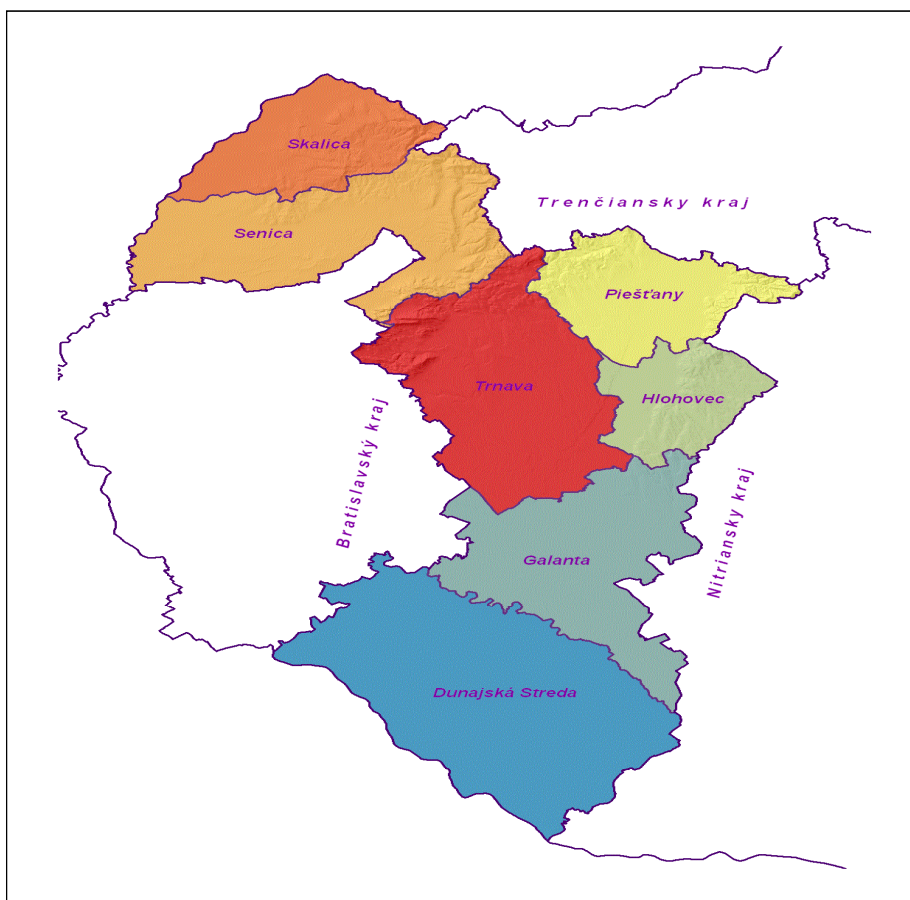 Skalica
Trenčiansky kraj
Senica
Piešťany
Trnava
Hlohovec
Bratislavský kraj
Nitriansky kraj
Galanta
Dunajská Streda